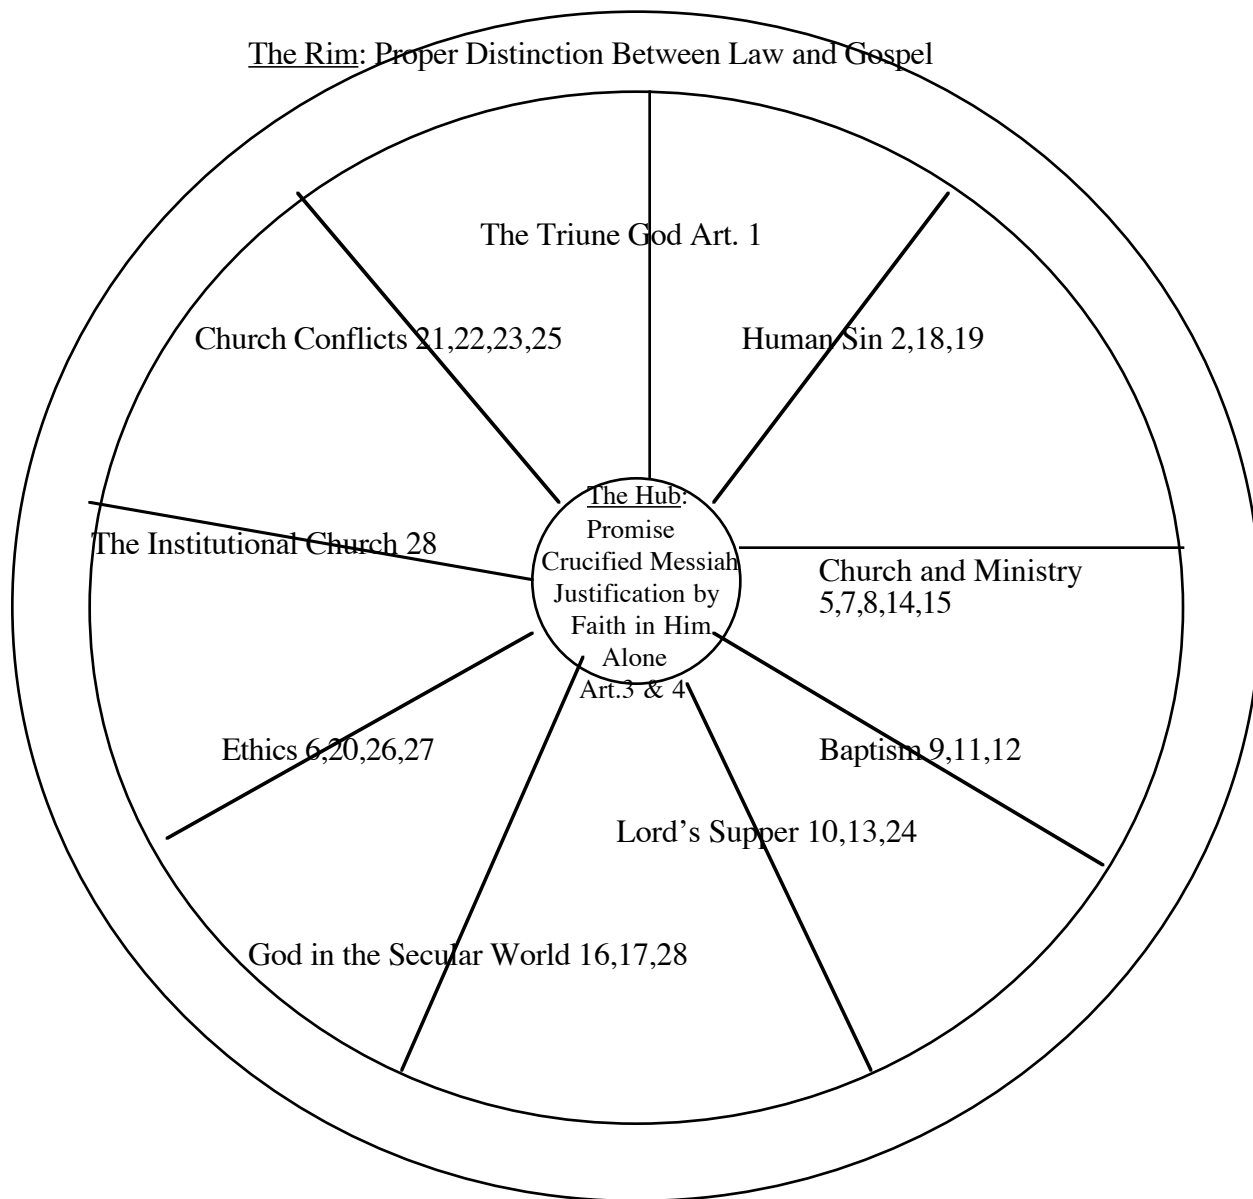 The Rim: Proper Distinction Between Law and Gospel
The Triune God Art. 1
Church Conflicts 21,22,23,25
Human Sin 2,18,19
The Hub:
Promise
Crucified Messiah
Justification by
Faith in Him
Alone
Art.3 & 4
The Institutional Church 28
Church and Ministry
5,7,8,14,15
Ethics 6,20,26,27
Baptism 9,11,12
Lord’s Supper 10,13,24
God in the Secular World 16,17,28